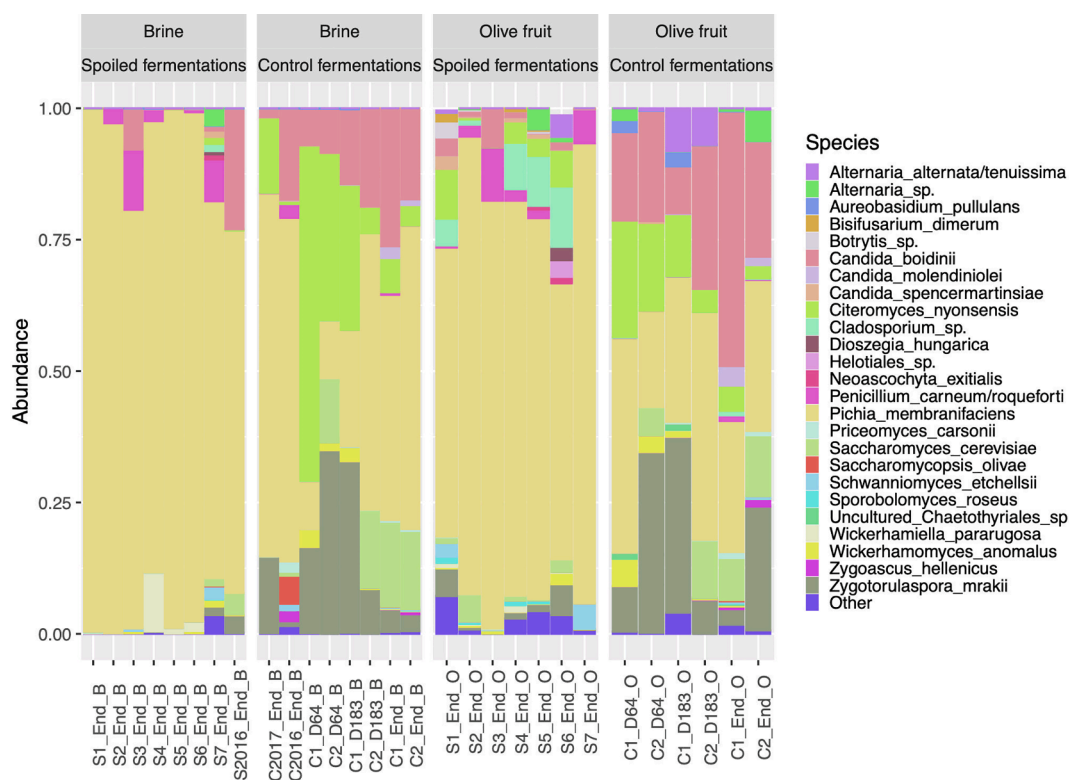 Brine
Brine
Olive fruit
Olive fruit
Spoiled fermentations
Control fermentations
Spoiled fermentations
Control fermentations
Abundance
1.00
0.75
0.50
0.25
0.00
S1_End_B
S2_End_B
S3_End_B
S4_End_B
S5_End_B
S6_End_B
S7_End_B
S2016_End_B
C2017_End_B
C2016_End_B
C1_D64_B
C2_D64_B
C1_D183_B
C2_D183_B
C1_End_B
C2_End_B
S1_End_O
S2_End_O
S3_End_O
S4_End_O
S5_End_O
S6_End_O
S7_End_O
C1_D64_O
C2_D64_O
C1_D183_O
C2_D183_O
C1_End_O
C2_End_O
Species
Alternaria_alternata/tenuissima
Alternaria_sp.
Aureobasidium_pullulans
Bisifusarium_dimerum
Botrytis_sp.
Candida_boidinii
Candida_molendiniolei
Candida_spencermartinsiae
Citeromyces_nyonsensis
Cladosporium_sp.
Dioszegia_hungarica
Helotiales_sp.
Neoascochyta_exitialis
Penicillium_carneum/roqueforti
Pichia_membranifaciens
Priceomyces_carsonii
Saccharomyces_cerevisiae
Saccharomycopsis_olivae
Schwanniomyces_etchellsii
Sporobolomyces_roseus
Uncultured_Chaetothyriales_sp
Wickerhamiella_pararugosa
Wickerhamomyces_anomalus
Zygoascus_hellenicus
Zygotorulaspora_mrakii
Other